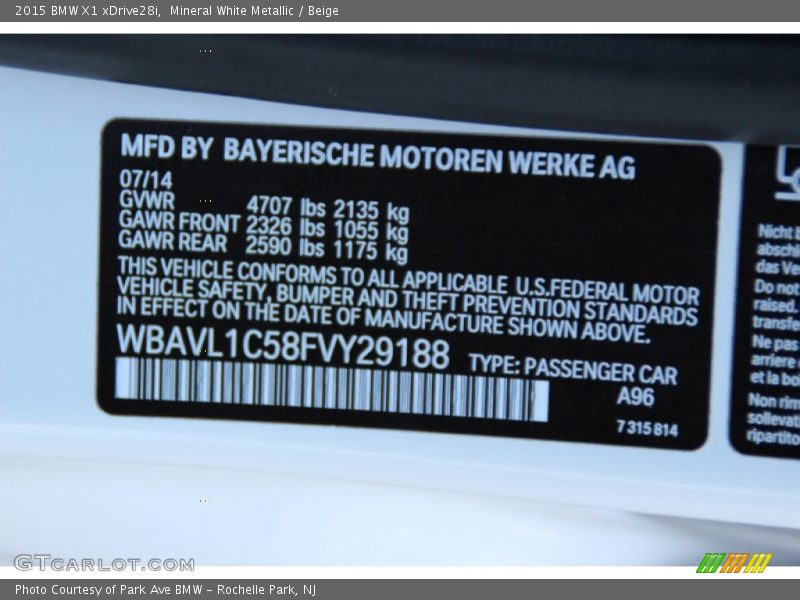 2015 BMW X1 xDrive28i,  Mineral White Metallic / Beige
MFD BY BAYERISCHE MOTOREN WERKE AG
07/14
GVWR 4707 lbs 2135 kg
GAWR FRONT 2326 lbs 1055 kg
GAWR REAR 2590 lbs 1175 kg
THIS VEHICLE CONFORMS TO ALL APPLICABLE U.S.FEDERAL MOTOR
VEHICLE SAFETY, BUMPER AND THEFT PREVENTION STANDARDS
IN EFFECT ON THE DATE OF MANUFACTURE SHOWN ABOVE.
WBAVL1C58FVY29188 TYPE: PASSENGER CAR
A96
7 315 814
Nicht
das Ve
Do not
raised.
transfe
Ne pas
arriere
et la bo
Non rim
sollevat
ripartito
GTCARLOT.COM
Photo Courtesy of Park Ave BMW - Rochelle Park, NJ